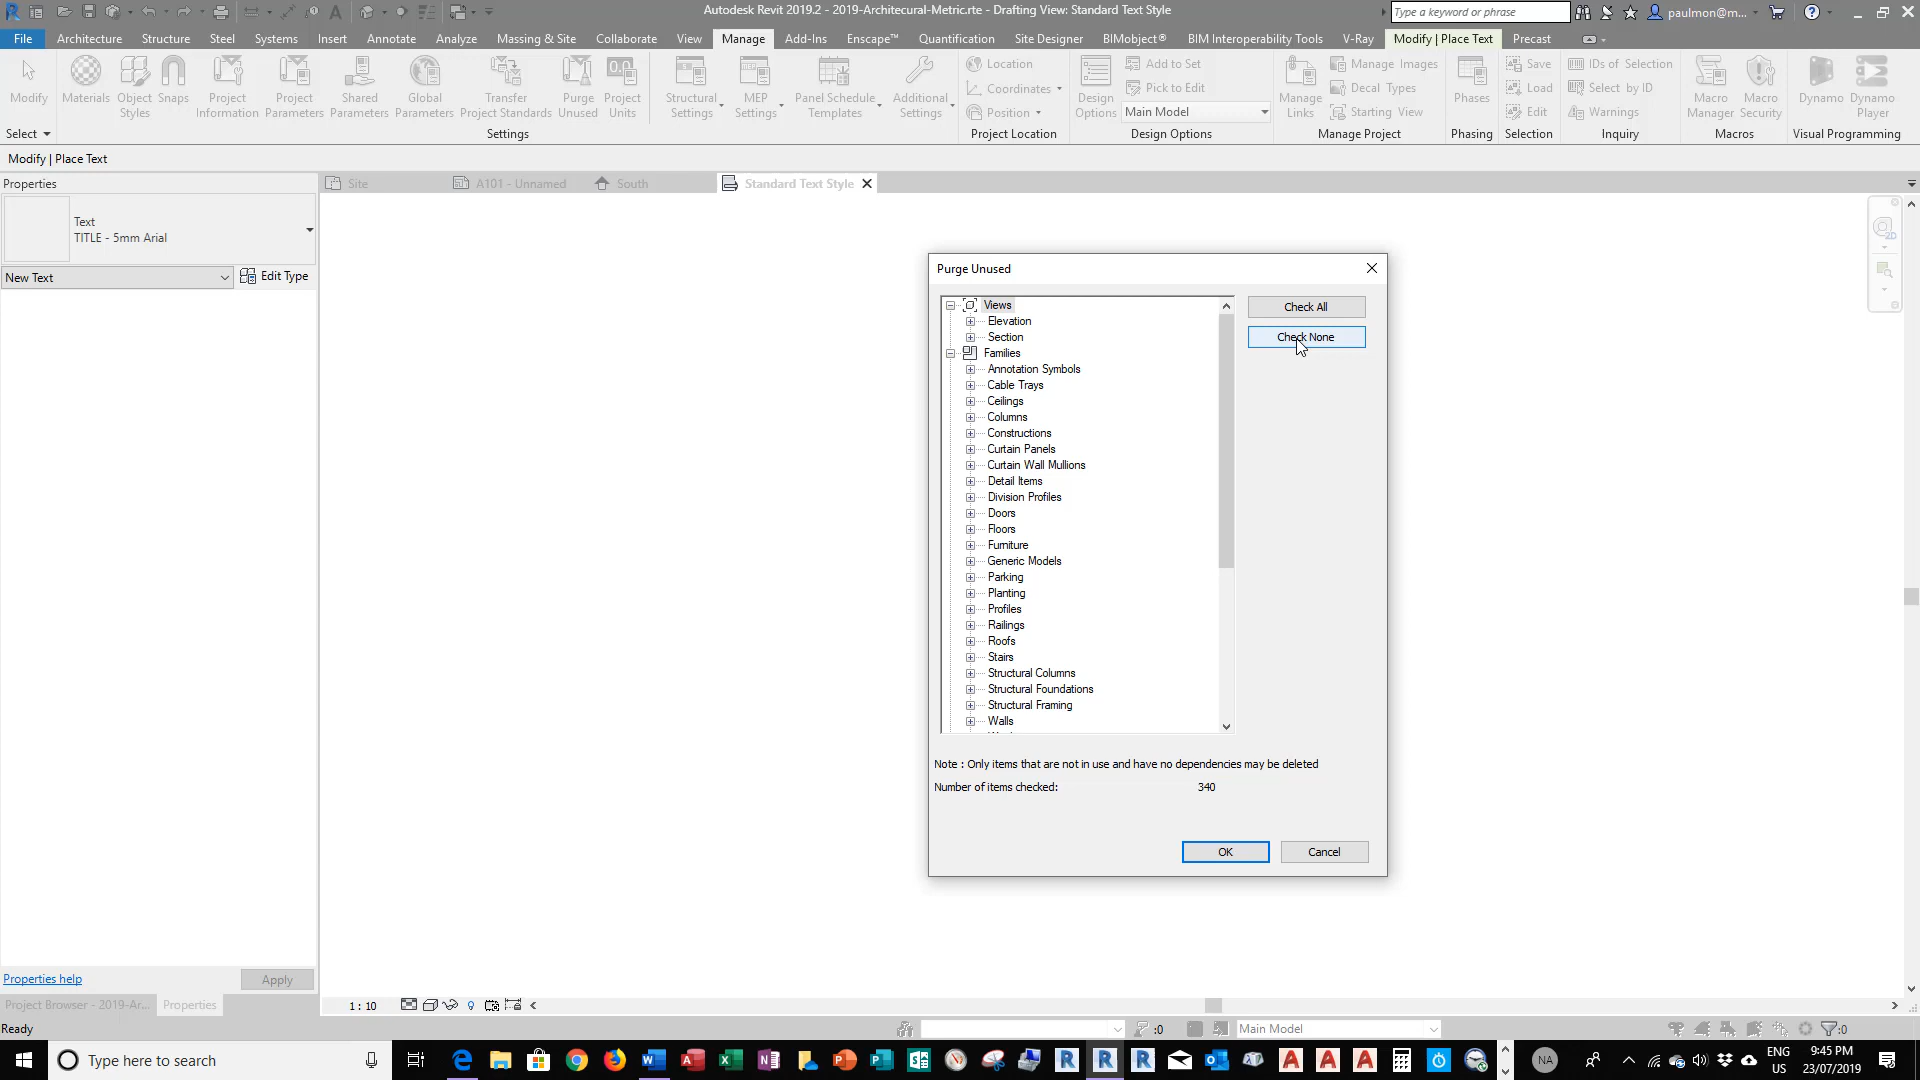 Autodesk Revit 2019.2 - 2019-Architecural-Metric.rte - Drafting View: Standard Text Style
Type a keyword or phrase
paulmon@m...
File Architecture Structure Steel Systems Insert Annotate Analyze Massing & Site Collaborate View Manage Add-Ins Enscape™ Quantification Site Designer BIMobject® BIM Interoperability Tools V-Ray Modify | Place Text Precast
Modify
Materials
Object Styles
Snaps
Project Information
Project Parameters
Shared Parameters
Global Parameters
Transfer Project Standards
Purge Unused
Project Units
Structural Settings
MEP Settings
Panel Schedule Templates
Additional Settings
Location
Coordinates
Position
Design Options
Add to Set
Pick to Edit
Main Model
Manage Links
Manage Images
Decal Types
Starting View
Phases
Save
Load
Edit
IDs of Selection
Select by ID
Warnings
Macro Manager
Macro Security
Dynamo
Dynamo Player
Select Settings Project Location Design Options Manage Project Phasing Selection Inquiry Macros Visual Programming
Modify | Place Text
Properties
Site A101 - Unnamed South Standard Text Style
Text
TITLE - 5mm Arial
New Text Edit Type
Purge Unused
Views
Elevation
Section
Families
Annotation Symbols
Cable Trays
Ceilings
Columns
Constructions
Curtain Panels
Curtain Wall Mullions
Detail Items
Division Profiles
Doors
Floors
Furniture
Generic Models
Parking
Planting
Profiles
Railings
Roofs
Stairs
Structural Columns
Structural Foundations
Structural Framing
Walls
Check All
Check None
Note : Only items that are not in use and have no dependencies may be deleted
Number of items checked: 340
OK Cancel
Properties help Apply
Project Browser - 2019-Ar... Properties
1 : 10
Ready
:0
Main Model
:0
Type here to search
NA
ENG
US
9:45 PM
23/07/2019